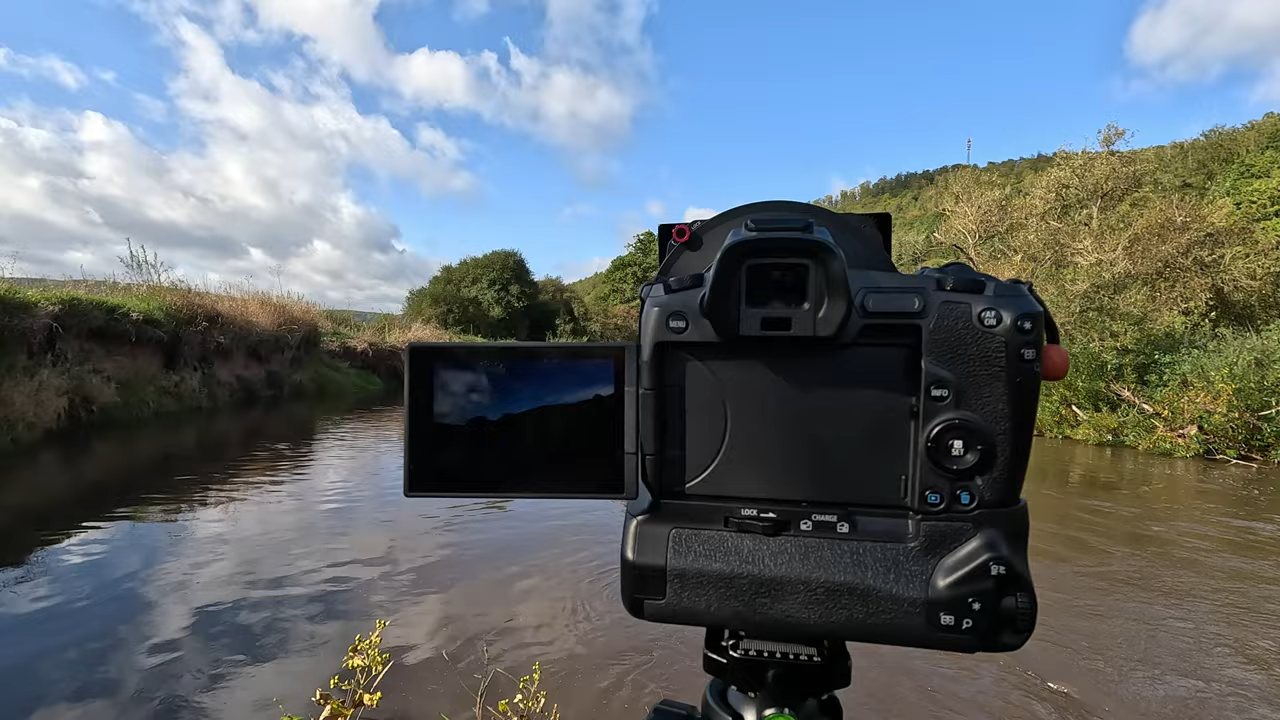 MENU
AF
ON
INFO
SET
LOCK
CHARGE